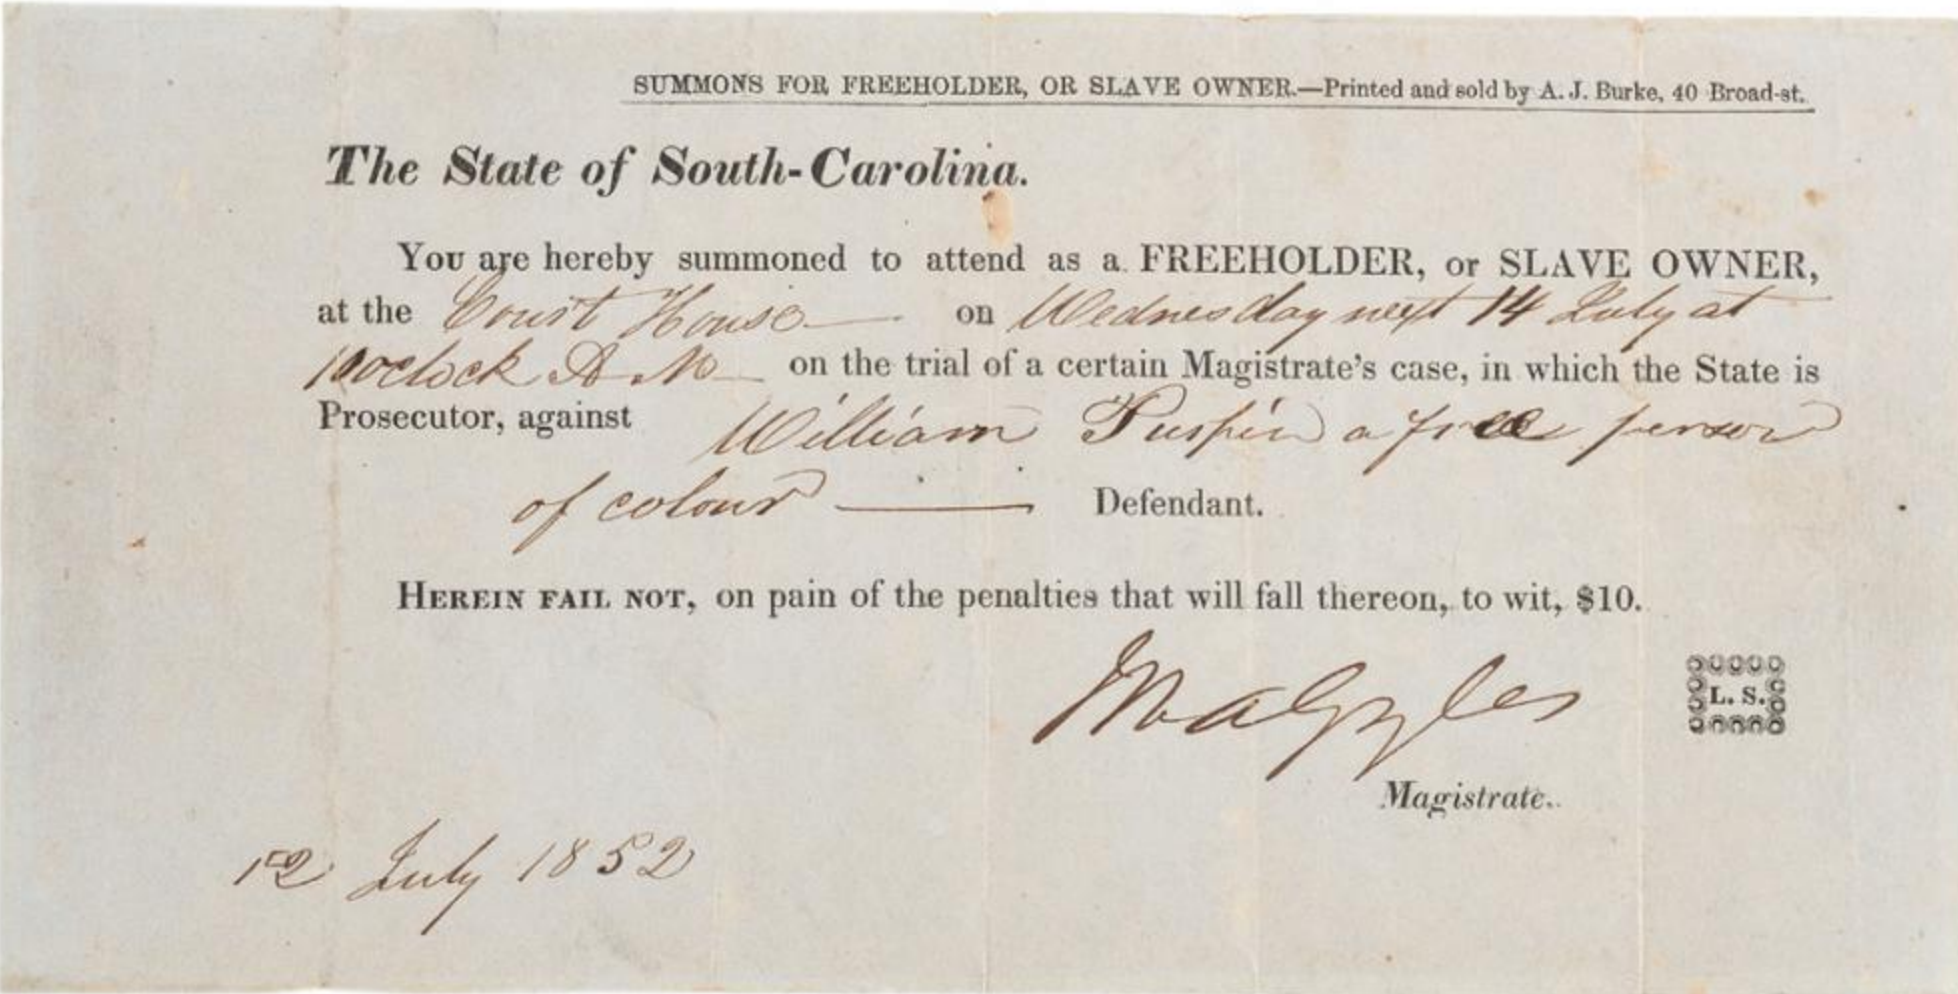 SUMMONS FOR FREEHOLDER, OR SLAVE OWNER.—Printed and sold by A. J. Burke, 40 Broad-st.
The State of South-Carolina.
You are hereby summoned to attend as a FREEHOLDER, or SLAVE OWNER,
at the Court House on Wednesday next 14 July at
10 oclock A M on the trial of a certain Magistrate's case, in which the State is
Prosecutor, against William a free person
of colour Defendant.
HEREIN FAIL NOT, on pain of the penalties that will fall thereon, to wit, $10.
L. S.
Magistrate.
12 July 1852